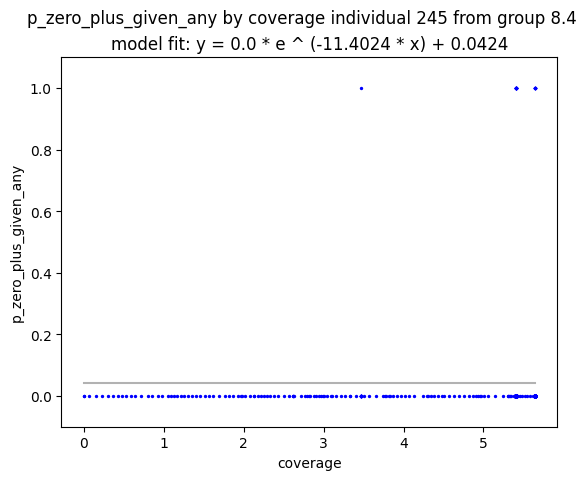 p_zero_plus_given_any by coverage individual 245 from group 8.4
model fit: y = 0.0 * e ^ (-11.4024 * x) + 0.0424
1.0
0.8
0.6
0.4
0.2
0.0
p_zero_plus_given_any
0 1 2 3 4 5
coverage